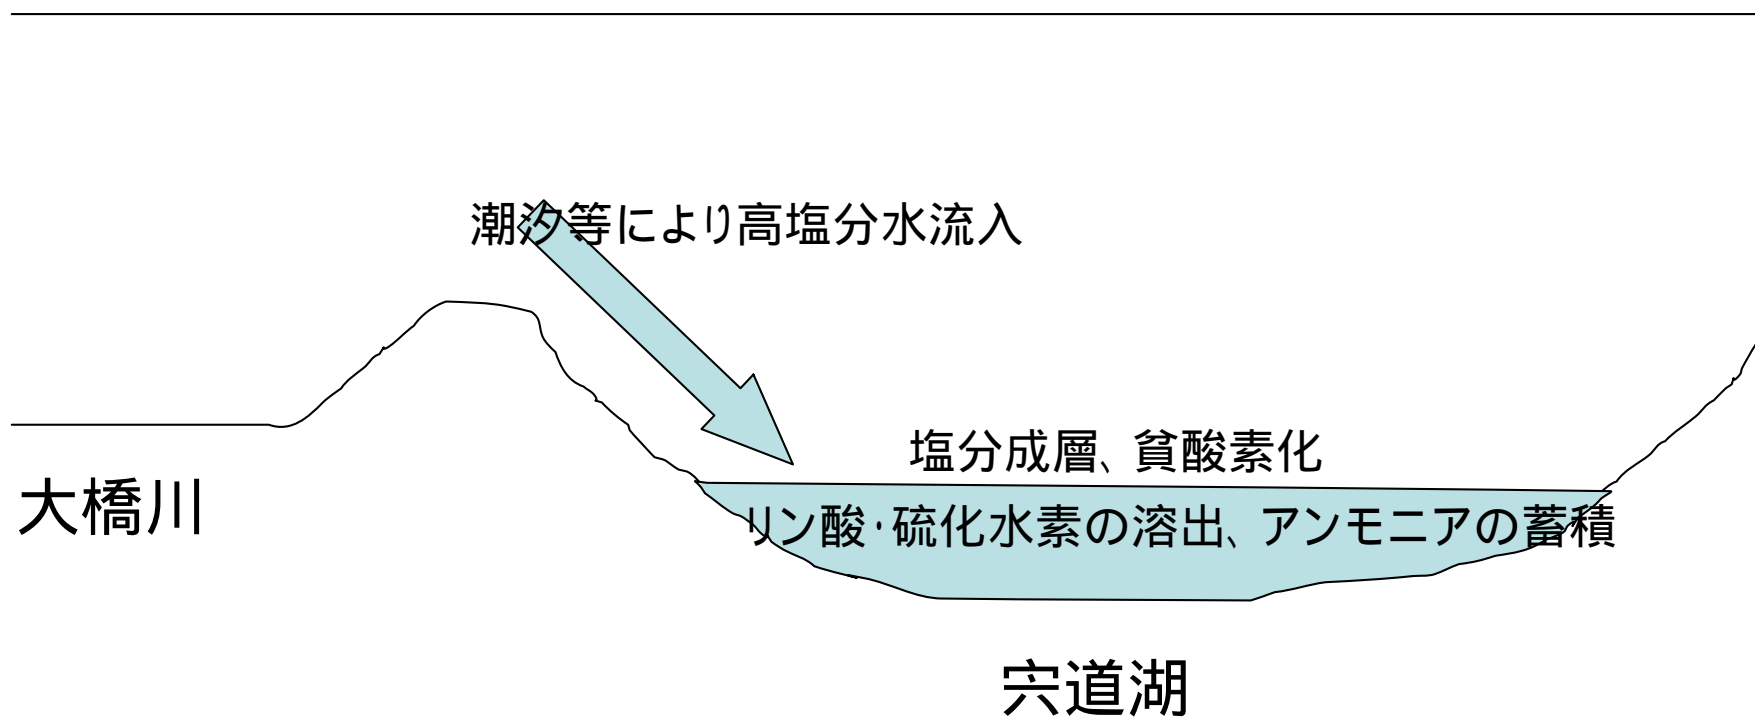 潮汐等により高塩分水流入
塩分成層、貧酸素化
大橋川
リン酸・硫化水素の溶出、アンモニアの蓄積
宍道湖